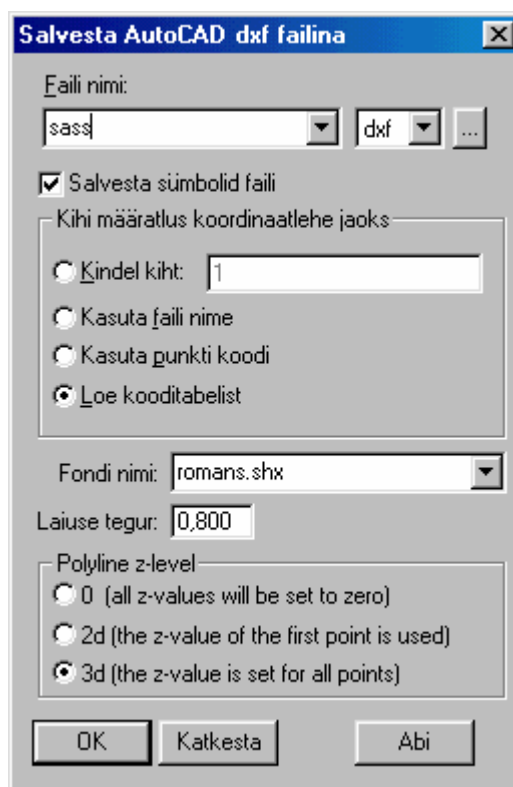 Salvesta AutoCAD dxf failina
Faili nimi:
sass dxf ...
Salvesta sümbolid faili
Kihi määratlus koordinaatlehe jaoks
Kindel kiht: 1
Kasuta faili nime
Kasuta punkti koodi
Loe kooditabelist
Fondi nimi: romans.shx
Laiuse tegur: 0,800
Polyline z-level
0 (all z-values will be set to zero)
2d (the z-value of the first point is used)
3d (the z-value is set for all points)
OK Katkesta Abi